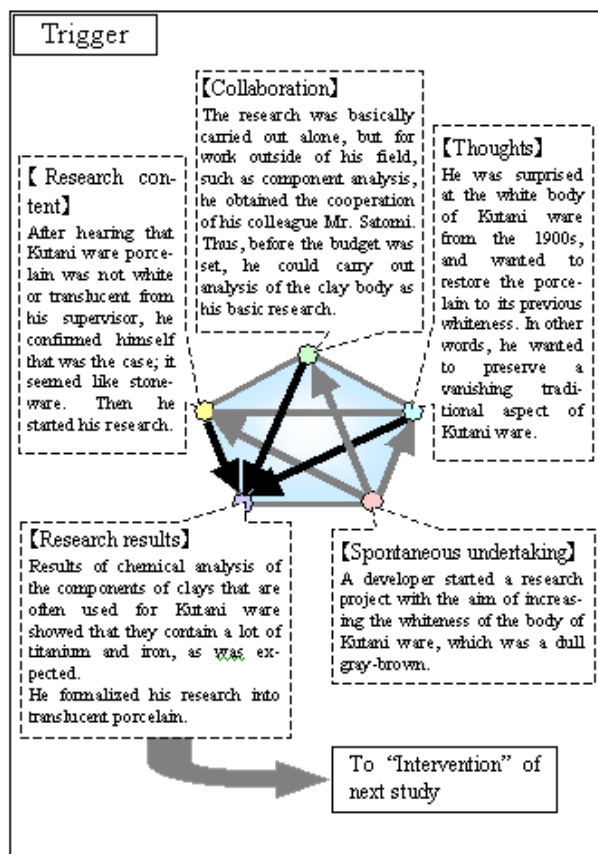 Trigger
【Collaboration】
The research was basically
carried out alone, but for
work outside of his field,
such as component analysis,
he obtained the cooperation
of his colleague Mr. Satomi.
Thus, before the budget was
set, he could carry out
analysis of the clay body as
his basic research.
【Research con-
tent】
After hearing that
Kutani ware porce-
lain was not white
or translucent from
his supervisor, he
confirmed himself
that was the case; it
seemed like stone-
ware. Then he
started his research.
【Thoughts】
He was surprised
at the white body
of Kutani ware
from the 1900s,
and wanted to
restore the porce-
lain to its previous
whiteness. In other
words, he wanted
to preserve a
vanishing tradi-
tional aspect of
Kutani ware.
【Research results】
Results of chemical analysis of
the components of clays that are
often used for Kutani ware
showed that they contain a lot of
titanium and iron, as was ex-
pected.
He formalized his research into
translucent porcelain.
【Spontaneous undertaking】
A developer started a research
project with the aim of increas-
ing the whiteness of the body of
Kutani ware, which was a dull
gray-brown.
To “Intervention” of
next study